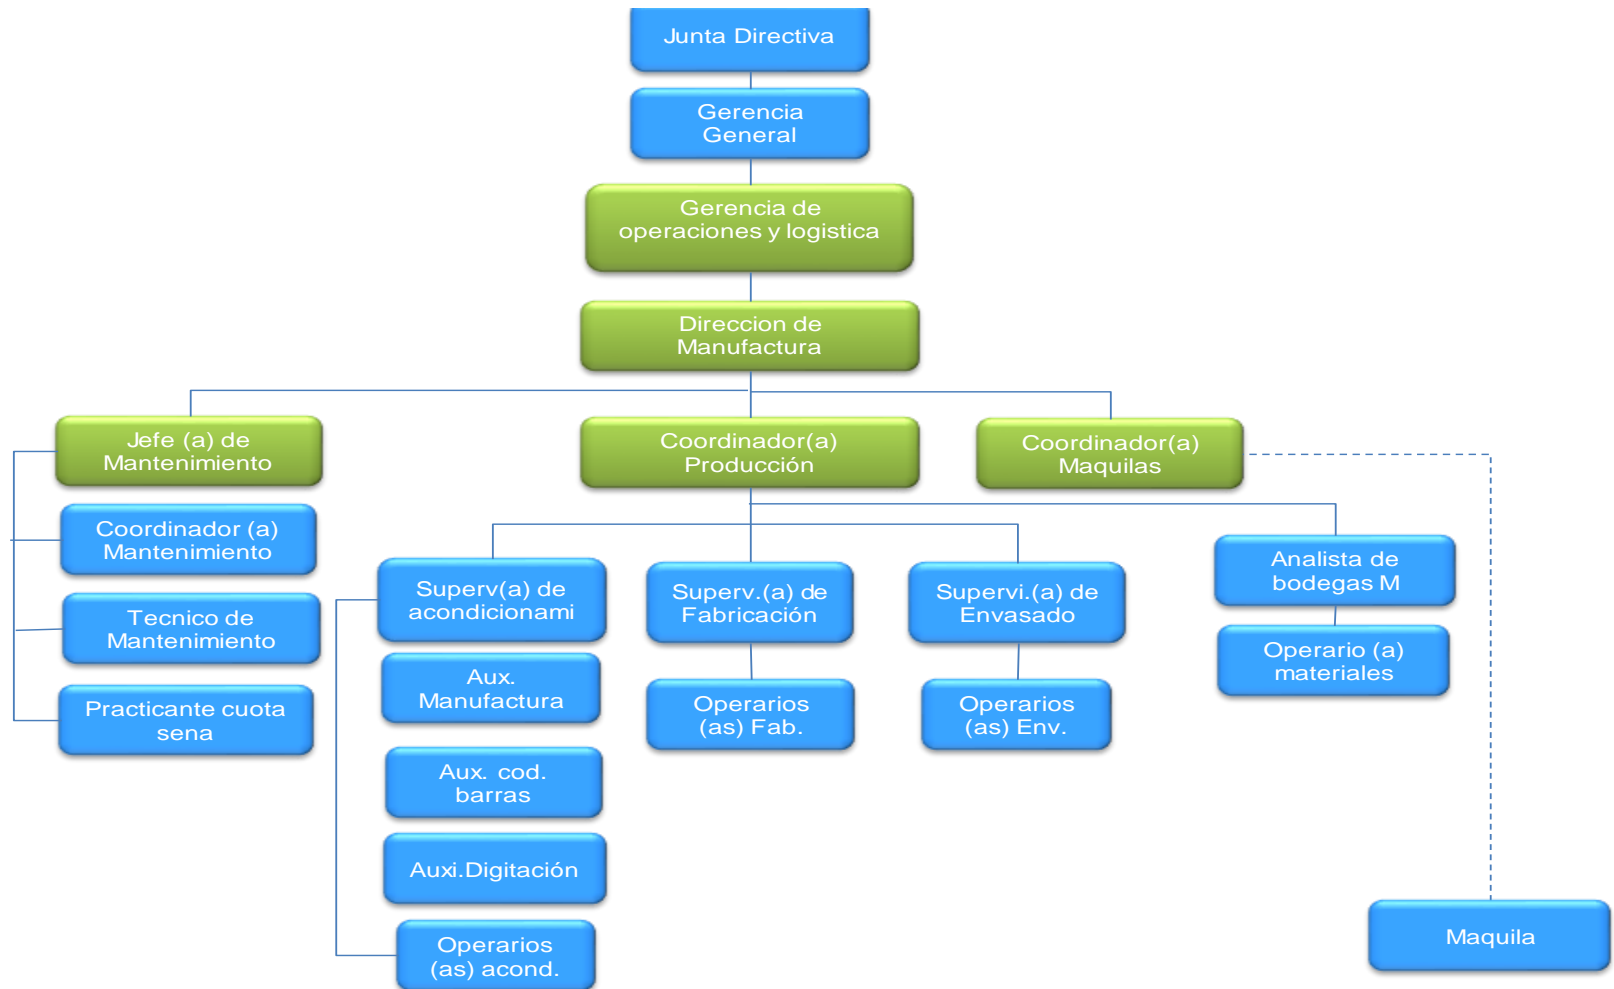 Junta Directiva
Gerencia
General
Gerencia de
operaciones y logistica
Direccion de
Manufactura
Jefe (a) de
Mantenimiento
Coordinador(a)
Producción
Coordinador(a)
Maquilas
Coordinador (a)
Mantenimiento
Tecnico de
Mantenimiento
Practicante cuota
sena
Superv(a) de
acondicionami
Aux.
Manufactura
Aux. cod.
barras
Auxi.Digitación
Operarios
(as) acond.
Superv.(a) de
Fabricación
Operarios
(as) Fab.
Supervi.(a) de
Envasado
Operarios
(as) Env.
Analista de
bodegas M
Operario (a)
materiales
Maquila